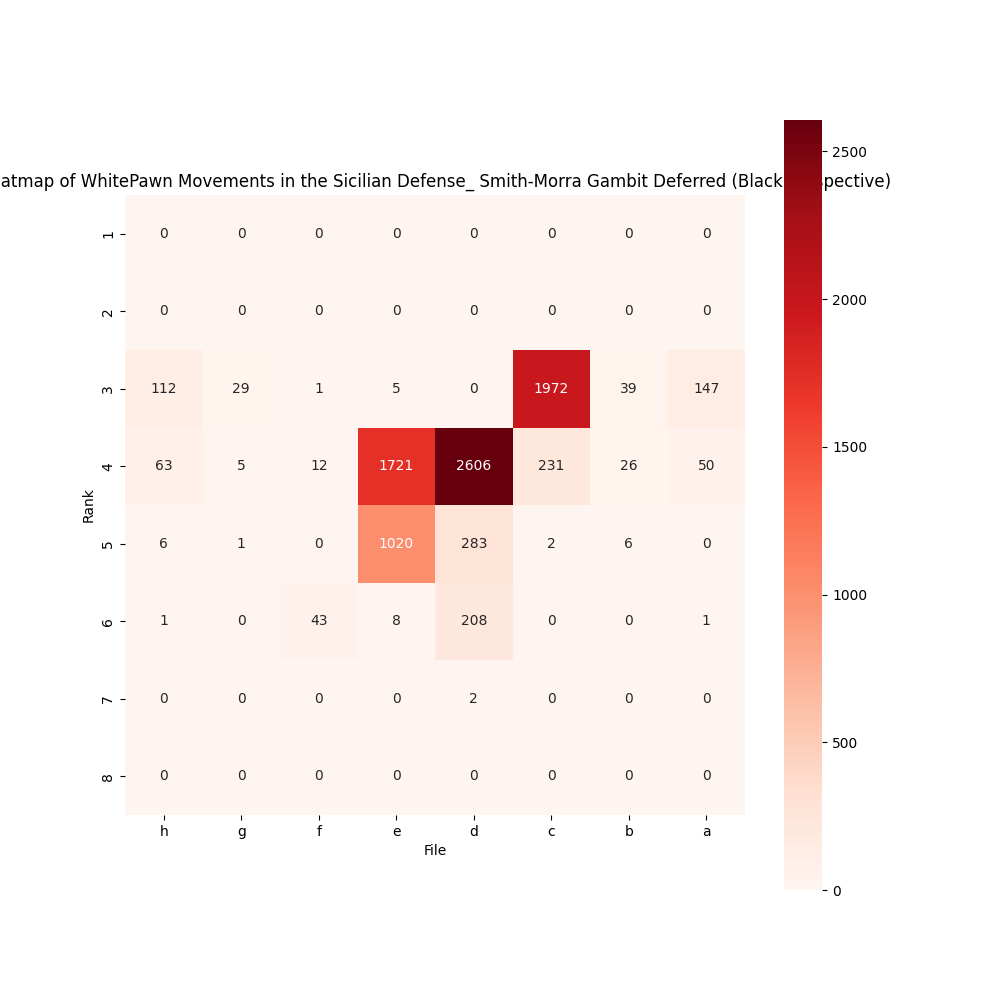 atmap of WhitePawn Movements in the Sicilian Defense_ Smith-Morra Gambit Deferred (Black spective)
2500
2000
1500
1000
500
0
Rank
1 0 0 0 0 0 0 0 0
2 0 0 0 0 0 0 0 0
3 112 29 1 5 0 1972 39 147
4 63 5 12 1721 2606 231 26 50
5 6 1 0 1020 283 2 6 0
6 1 0 43 8 208 0 0 1
7 0 0 0 0 2 0 0 0
8 0 0 0 0 0 0 0 0
h g f e d c b a
File